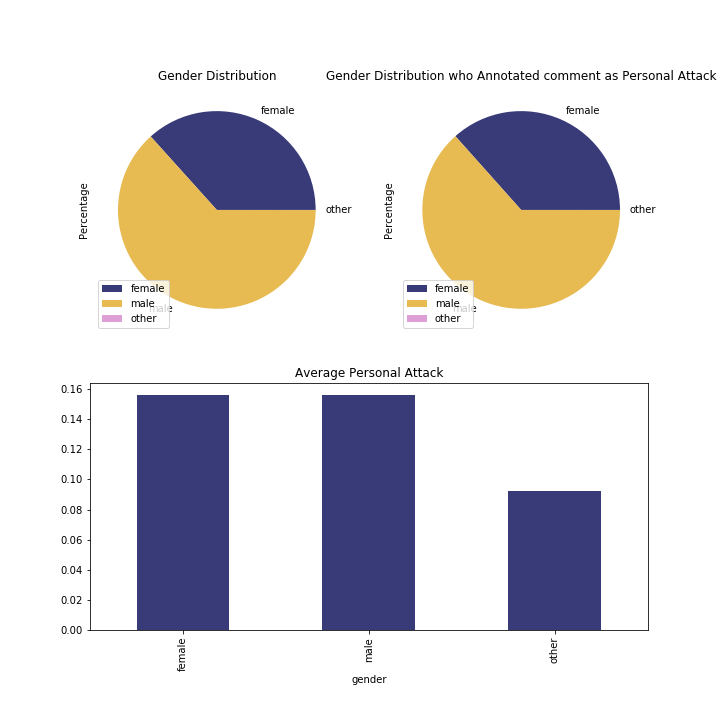 Gender Distribution
female
other
male
Percentage
female
male
other
Gender Distribution who Annotated comment as Personal Attack
female
other
male
Percentage
female
male
other
Average Personal Attack
0.16
0.14
0.12
0.10
0.08
0.06
0.04
0.02
0.00
female
male
other
gender